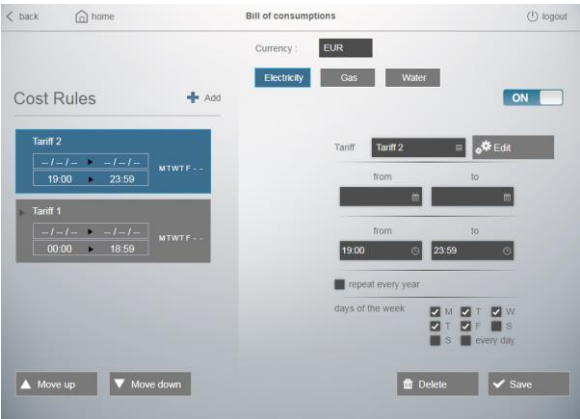 back home Bill of consumptions logout
Currency : EUR
Electricity Gas Water
Cost Rules Add
ON
Tariff 2
--/--/-- --/--/--
19:00 23:59
MTWTF--
Tariff 1
--/--/-- --/--/--
00:00 18:59
MTWTF--
Tariff Tariff 2 Edit
from to
from to
19:00 23:59
repeat every year
days of the week M T W
T F S
S every day
Move up Move down Delete Save